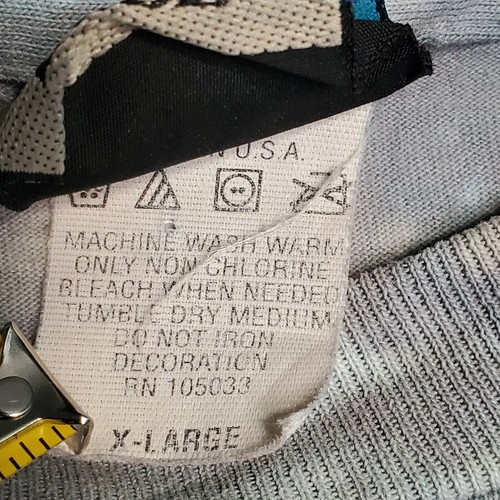 U.S.A.
MACHINE WASH WARM
ONLY NON CHLORINE
BLEACH WHEN NEEDED
TUMBLE DRY MEDIUM
DO NOT IRON
DECORATION
RN 105033
X-LARGE